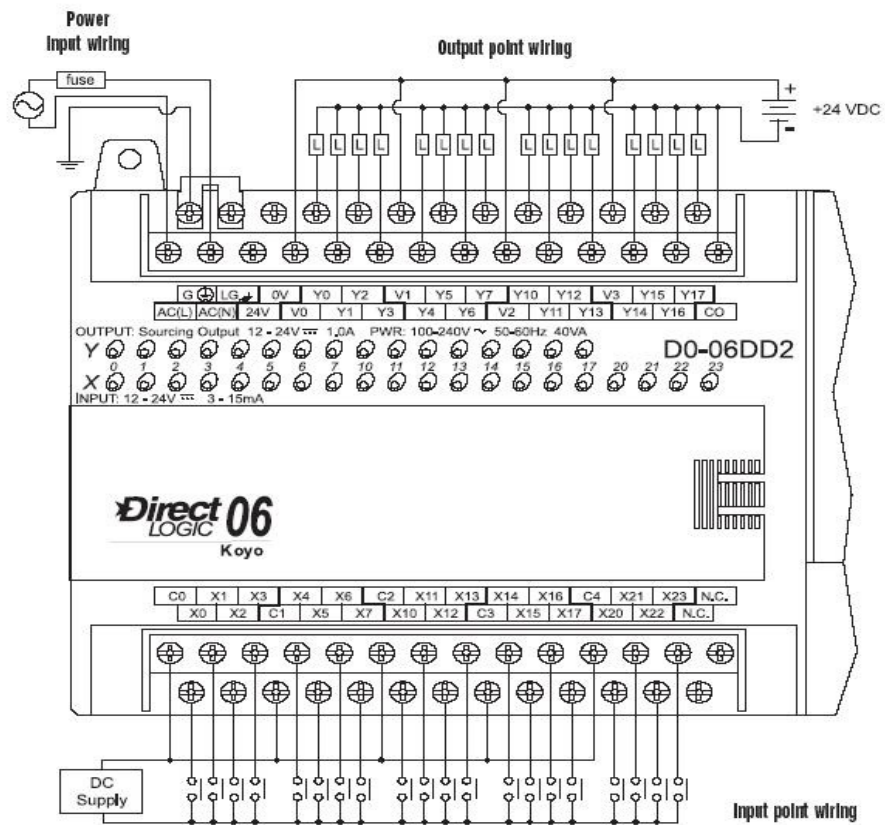 Power
Input wiring
Output point wiring
fuse
+
+24 VDC
-
L L L L L L L L L L L L L L L L
G LG 0V Y0 Y2 V1 Y5 Y7 Y10 Y12 V3 Y15 Y17
AC(L) AC(N) 24V V0 Y1 Y3 Y4 Y6 V2 Y11 Y13 Y14 Y16 CO
OUTPUT: Sourcing Output 12 - 24V ⎓ 1.0A PWR: 100-240V ~ 50-60Hz 40VA
Y
D0-06DD2
0 1 2 3 4 5 6 7 10 11 12 13 14 15 16 17 20 21 22 23
X
INPUT: 12 - 24V ⎓ 3 - 15mA
Direct
LOGIC 06
Koyo
C0 X1 X3 X4 X6 C2 X11 X13 X14 X16 C4 X21 X23 N.C.
X0 X2 C1 X5 X7 X10 X12 C3 X15 X17 X20 X22 N.C.
DC
Supply
Input point wiring